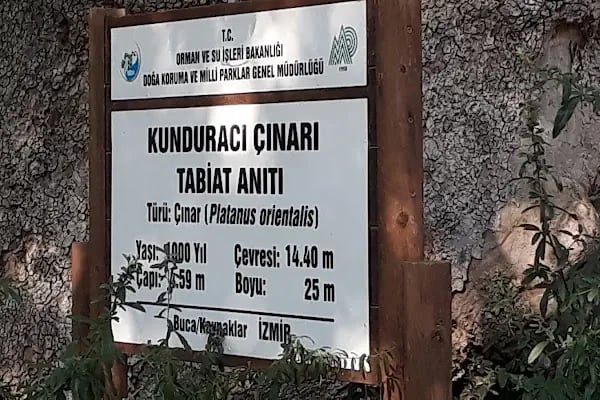 T.C.
ORMAN VE SU İŞLERİ BAKANLIĞI
DOĞA KORUMA VE MİLLİ PARKLAR GENEL MÜDÜRLÜĞÜ
KUNDURACI ÇINARI
TABİAT ANITI
Türü: Çınar (Platanus orientalis)
Yaşı: 1000 Yıl Çevresi: 14.40 m
Çapı: m Boyu: 25 m
Buca/Kaynaklar İZMİR